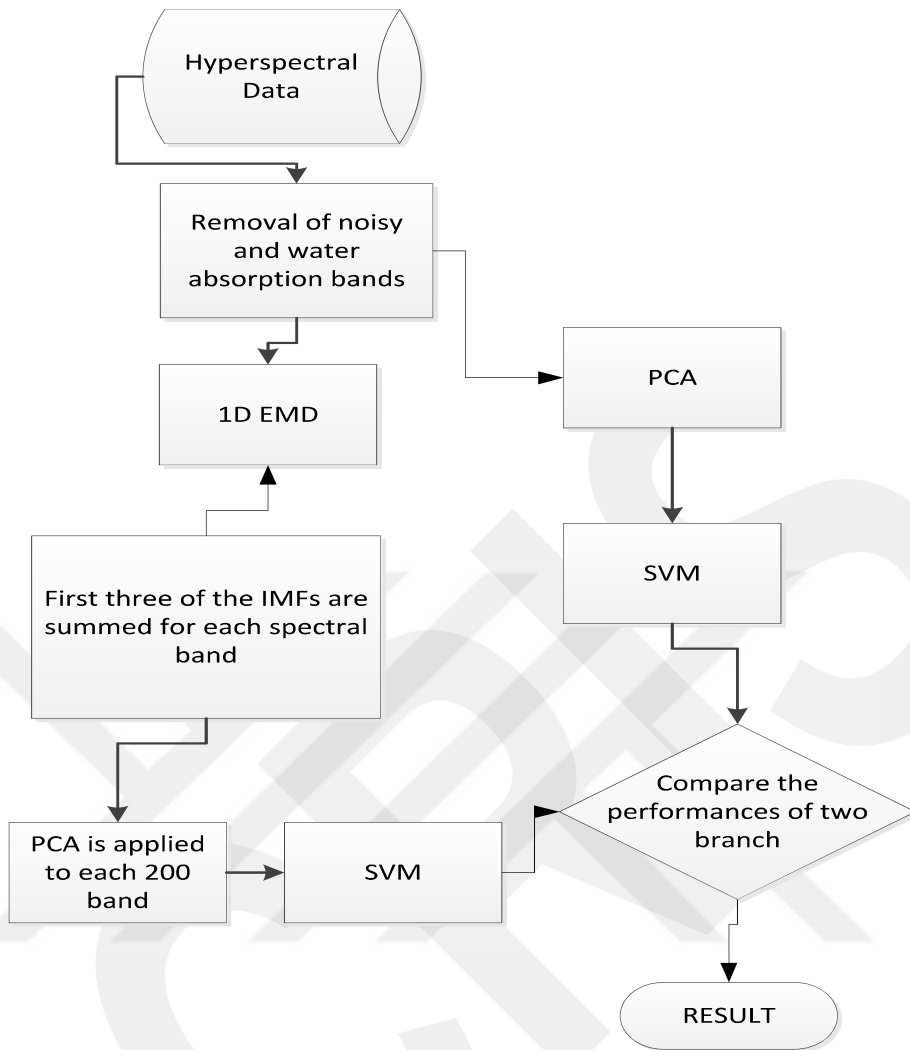 Hyperspectral
Data
Removal of noisy
and water
absorption bands
1D EMD
PCA
SVM
First three of the IMFs are
summed for each spectral
band
PCA is applied
to each 200
band
SVM
Compare the
performances of two
branch
RESULT